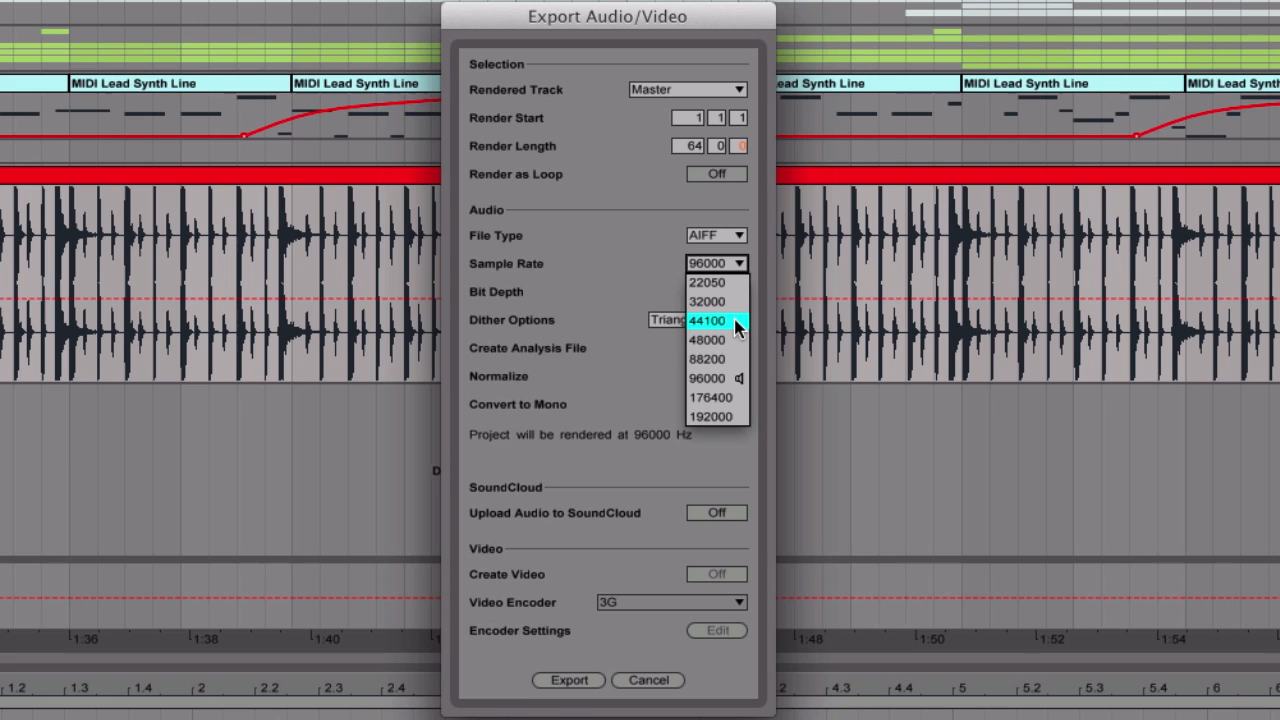 Export Audio/Video
Selection
Rendered Track Master
Render Start 1 1 1
Render Length 64 0 0
Render as Loop Off
Audio
File Type AIFF
Sample Rate 96000
22050
32000
Bit Depth
Dither Options Triang 44100
48000
Create Analysis File
88200
Normalize 96000
176400
Convert to Mono
192000
Project will be rendered at 96000 Hz
SoundCloud
Upload Audio to SoundCloud Off
Video
Create Video Off
Video Encoder 3G
Encoder Settings Edit
Export Cancel
MIDI Lead Synth Line MIDI Lead Synth Line ead Synth Line MIDI Lead Synth Line MIDI Lead Synth
D
1:36 1:38 1:40 1:48 1:50 1:52 1:54
1.2 1.3 1.4 2 2.2 2.3 2.4 2 4.3 4.4 5 5.2 5.3 5.4 6